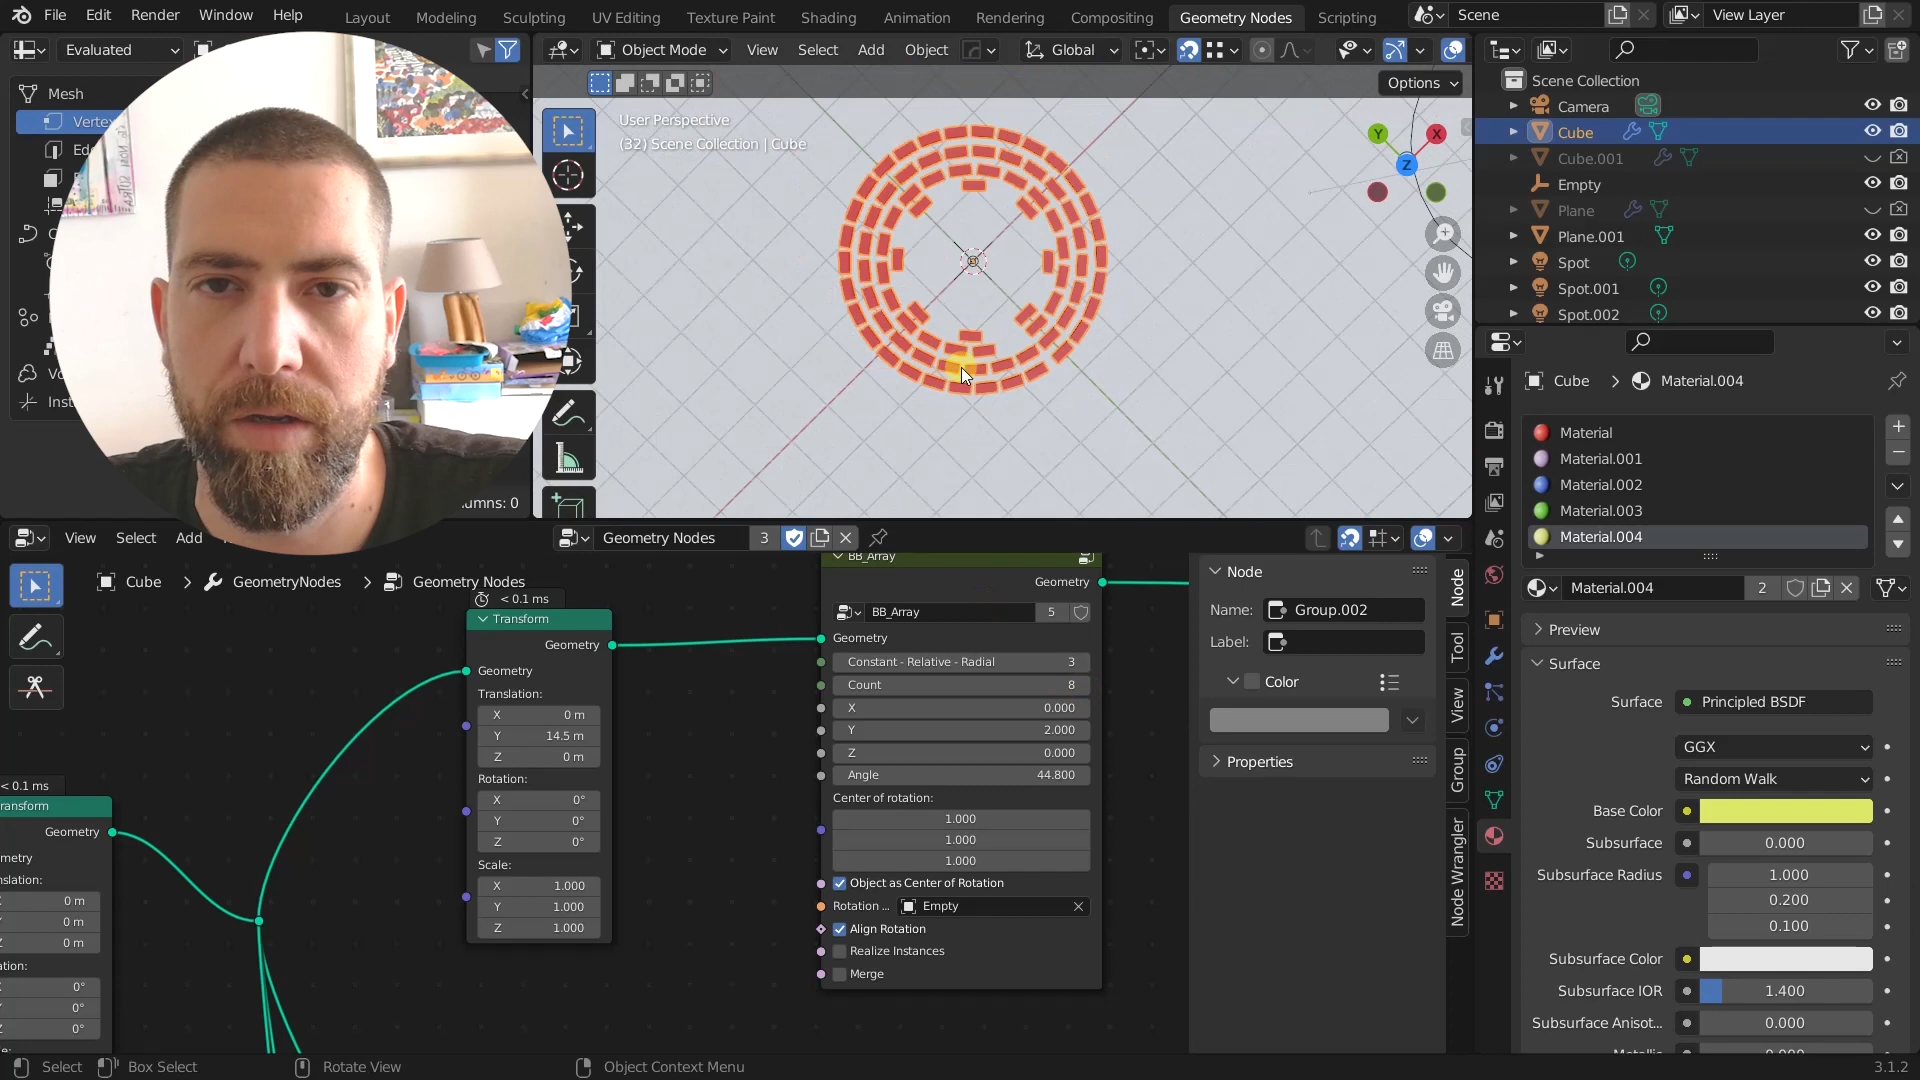 File Edit Render Window Help
Layout Modeling Sculpting UV Editing Texture Paint Shading Animation Rendering Compositing Geometry Nodes Scripting
Scene
View Layer
Evaluated
Object Mode View Select Add Object Global
Options
Mesh
Vertex
User Perspective
(32) Scene Collection | Cube
Y X Z
Scene Collection
Camera
Cube
Cube.001
Empty
Plane
Plane.001
Spot
Spot.001
Spot.002
Cube > Material.004
Material
Material.001
Material.002
Material.003
Material.004
Material.004 2
Preview
Surface
Surface Principled BSDF
GGX
Random Walk
Base Color
Subsurface 0.000
Subsurface Radius 1.000
0.200
0.100
Subsurface Color
Subsurface IOR 1.400
Subsurface Anisot... 0.000
View Select Add
Geometry Nodes 3
Cube > GeometryNodes > Geometry Nodes
< 0.1 ms
Transform
Geometry
Geometry
Translation:
X 0 m
Y 14.5 m
Z 0 m
Rotation:
X 0°
Y 0°
Z 0°
Scale:
X 1.000
Y 1.000
Z 1.000
< 0.1 ms
ransform
Geometry
metry
slation:
0 m
0 m
0 m
ation:
0°
0°
0°
BB_Array
Geometry
BB_Array 5
Geometry
Constant - Relative - Radial 3
Count 8
X 0.000
Y 2.000
Z 0.000
Angle 44.800
Center of rotation:
1.000
1.000
1.000
Object as Center of Rotation
Rotation ... Empty
Align Rotation
Realize Instances
Merge
Node
Name: Group.002
Label:
Color
Properties
Node
Tool
View
Group
Node Wrangler
Select Box Select Rotate View Object Context Menu
3.1.2